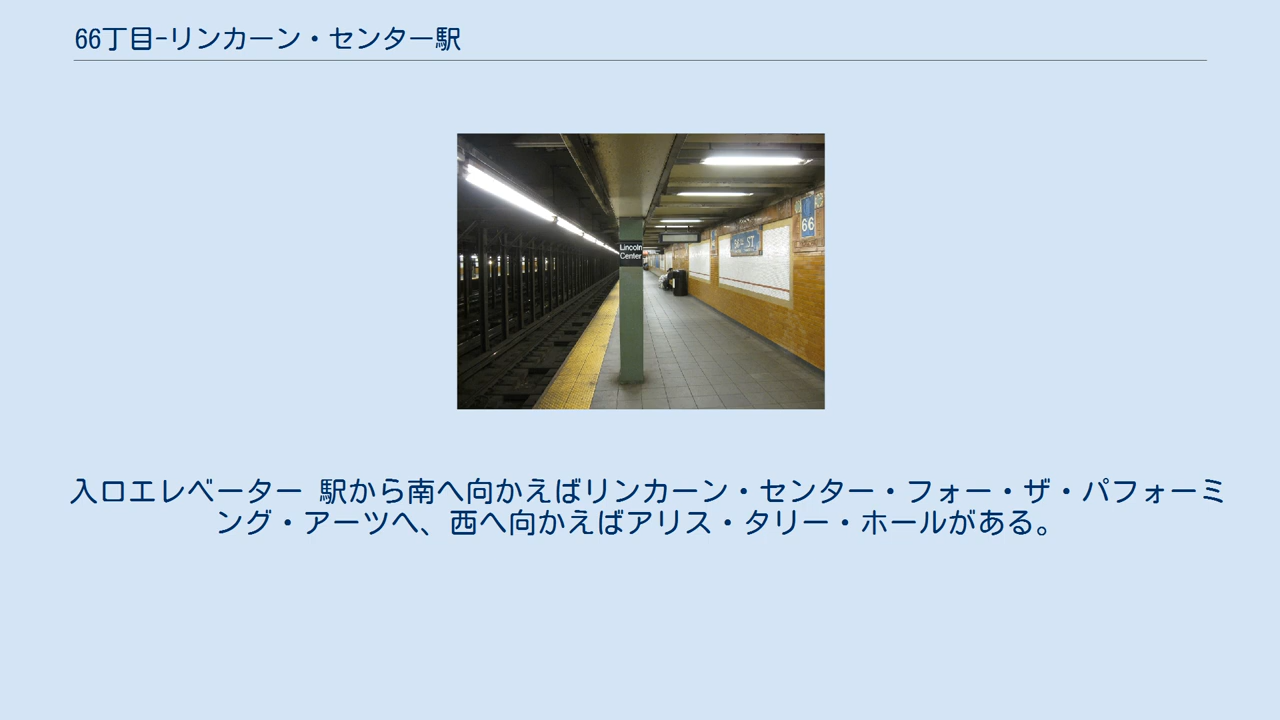 66丁目-リンカーン・センター駅
Lincoln
Center
66
ST
入口エレベーター 駅から南へ向かえばリンカーン・センター・フォー・ザ・パフォーミ
ング・アーツへ、西へ向かえばアリス・タリー・ホールがある。